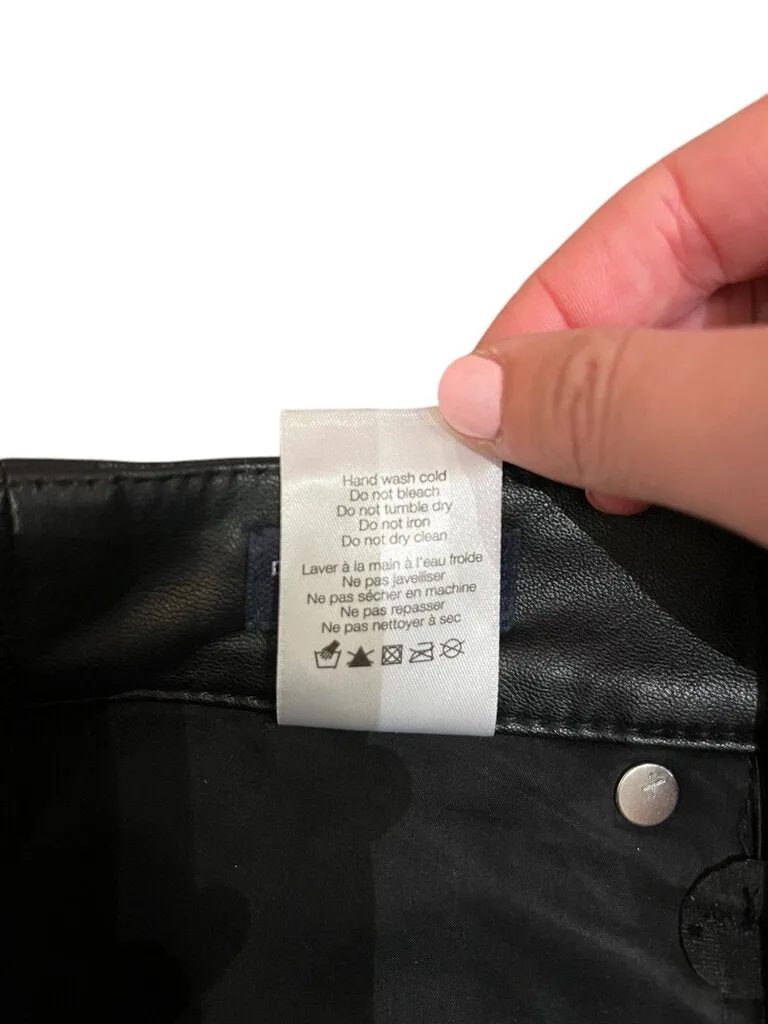 Hand wash cold
Do not bleach
Do not tumble dry
Do not iron
Do not dry clean
Laver à la main à l'eau froide
Ne pas javelliser
Ne pas sécher en machine
Ne pas repasser
Ne pas nettoyer à sec